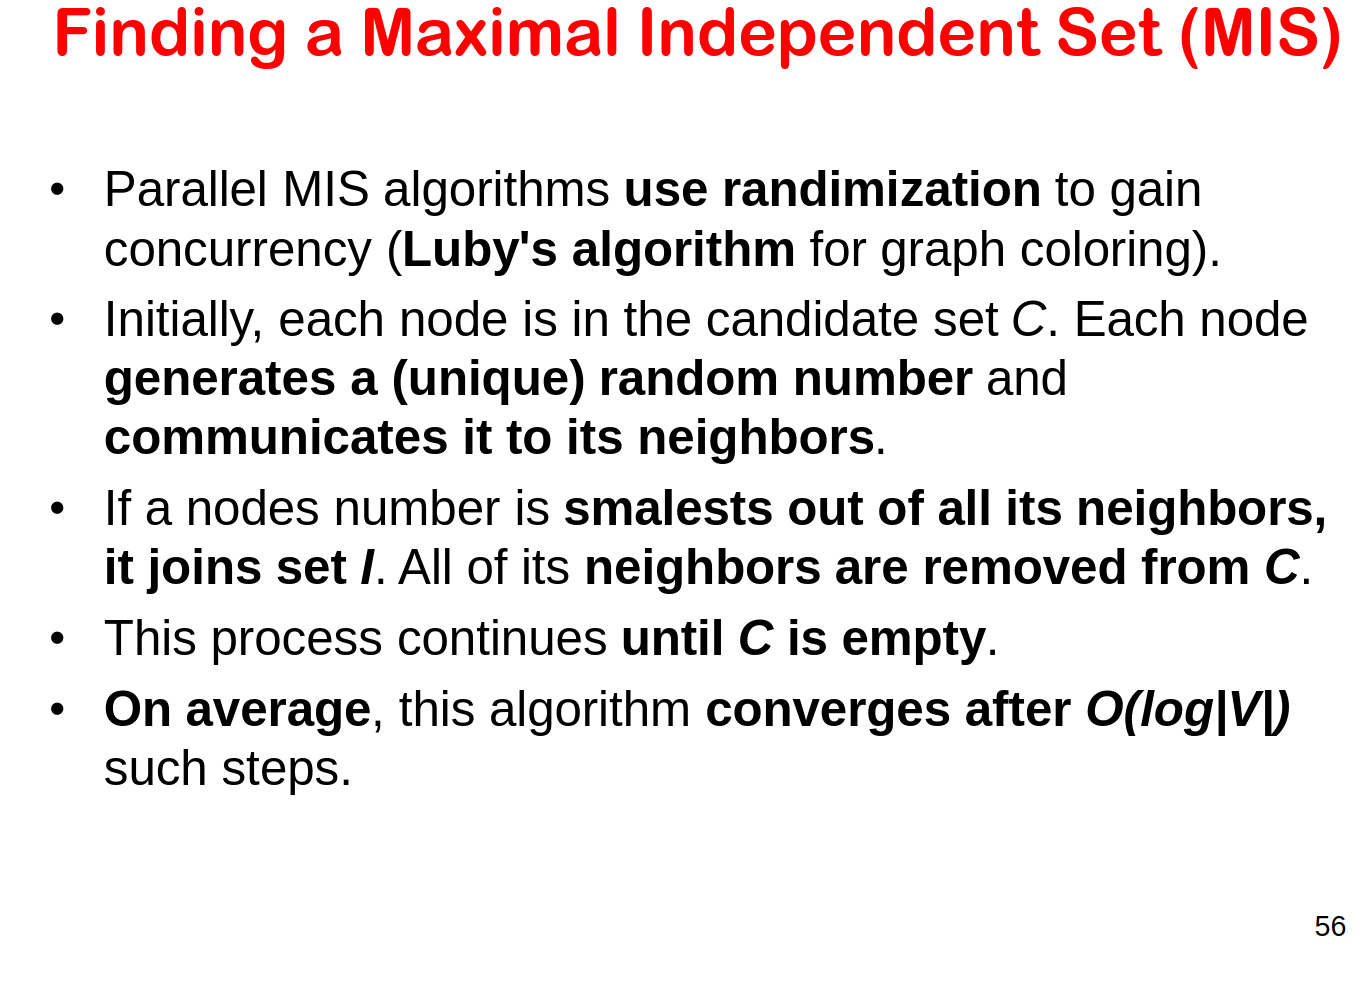 Finding a Maximal Independent Set (MIS)
• Parallel MIS algorithms use randimization to gain
concurrency (Luby's algorithm for graph coloring).
• Initially, each node is in the candidate set C. Each node
generates a (unique) random number and
communicates it to its neighbors.
• If a nodes number is smalests out of all its neighbors,
it joins set I. All of its neighbors are removed from C.
• This process continues until C is empty.
• On average, this algorithm converges after O(log|V|)
such steps.
56